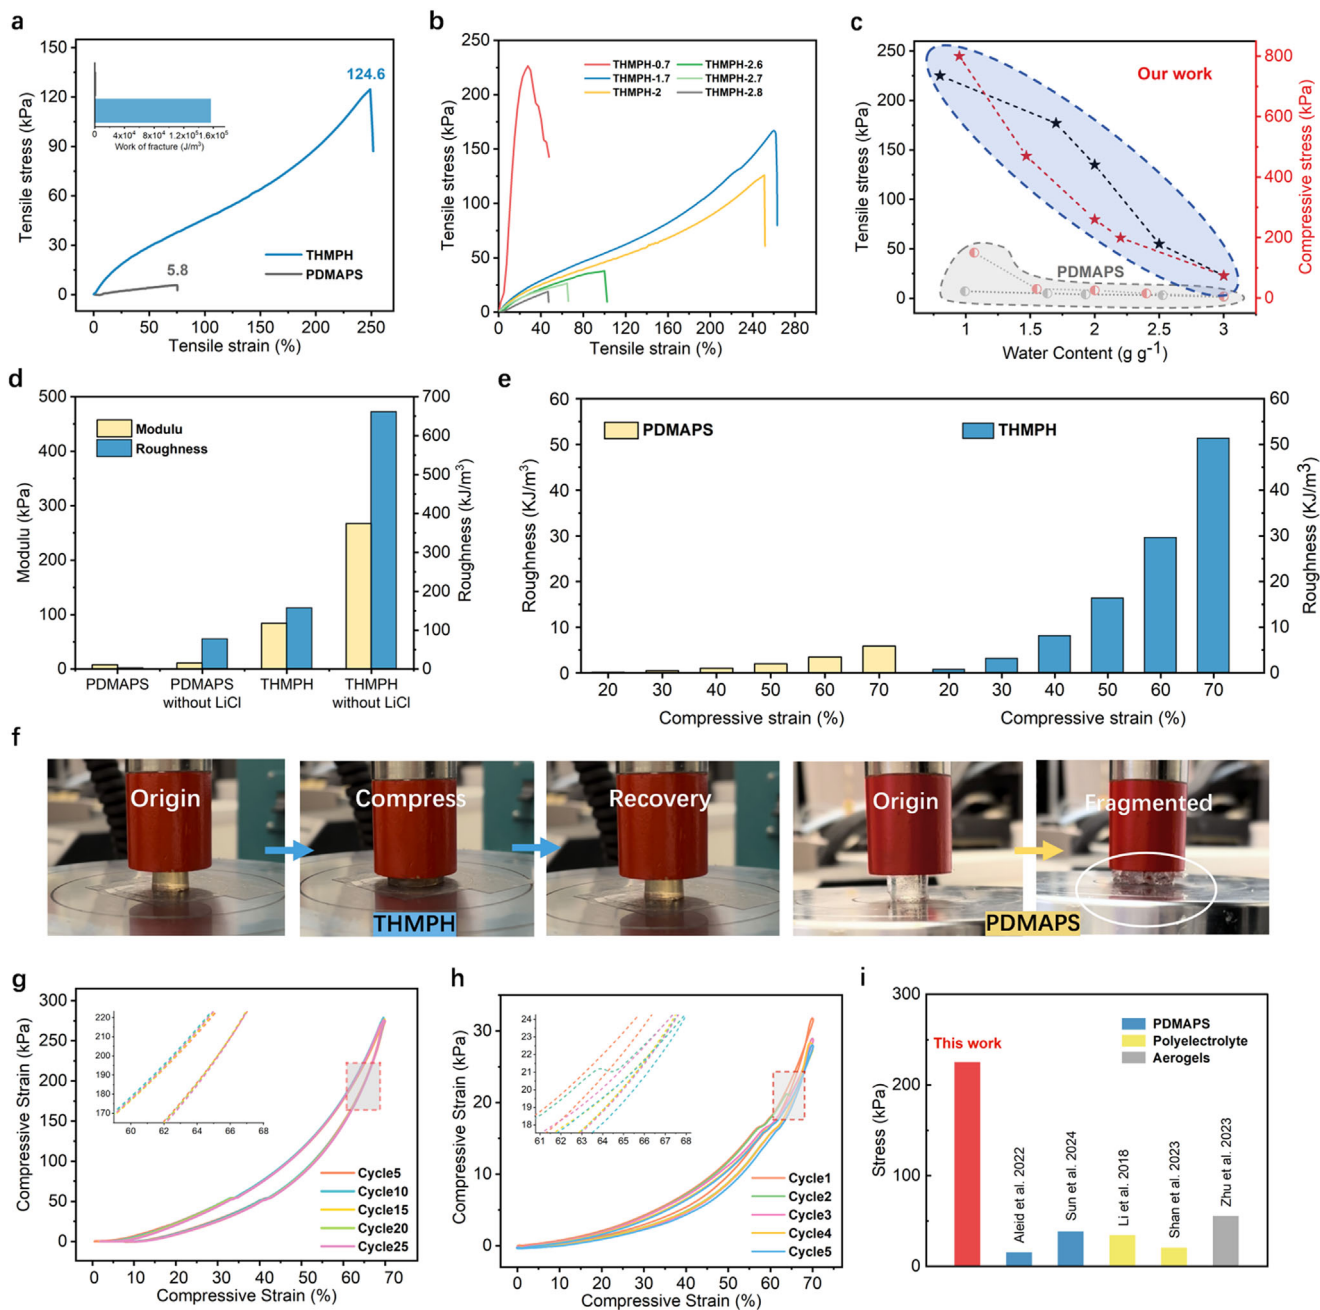 a
150
120
90
60
30
0
Tensile stress (kPa)
0
50
100
150
200
250
Tensile strain (%)
124.6
5.8
THMPH
PDMAPS
0 4x10⁴ 8x10⁴ 1.2x10⁵ 1.6x10⁵
Work of fracture (J/m³)
b
250
200
150
100
50
0
Tensile stress (kPa)
0 40 80 120 160 200 240 280
Tensile strain (%)
THMPH-0.7
THMPH-1.7
THMPH-2
THMPH-2.6
THMPH-2.7
THMPH-2.8
c
250
200
150
100
50
0
Tensile stress (kPa)
1 1.5 2 2.5 3
Water Content (g g⁻¹)
800
600
400
200
0
Compressive stress (kPa)
Our work
PDMAPS
d
500
400
300
200
100
0
Modulu (kPa)
Modulu
Roughness
PDMAPS
PDMAPS
without LiCl
THMPH
THMPH
without LiCl
700
600
500
400
300
200
100
0
Roughness (kJ/m³)
e
60
50
40
30
20
10
0
Roughness (KJ/m³)
PDMAPS
THMPH
20 30 40 50 60 70
Compressive strain (%)
20 30 40 50 60 70
Compressive strain (%)
60
50
40
30
20
10
0
Roughness (KJ/m³)
f
Origin
Compress
Recovery
THMPH
Origin
Fragmented
PDMAPS
g
300
250
200
150
100
50
0
Compressive Strain (kPa)
0 10 20 30 40 50 60 70
Compressive Strain (%)
220
210
200
190
180
170
60 62 64 66 68
Cycle5
Cycle10
Cycle15
Cycle20
Cycle25
h
30
20
10
0
Compressive Strain (kPa)
0 10 20 30 40 50 60 70
Compressive Strain (%)
24
23
22
21
20
19
18
61 62 63 64 65 66 67 68
Cycle1
Cycle2
Cycle3
Cycle4
Cycle5
i
300
200
100
0
Stress (kPa)
This work
Aleid et al. 2022
Sun et al. 2024
Li et al. 2018
Shan et al. 2023
Zhu et al. 2023
PDMAPS
Polyelectrolyte
Aerogels